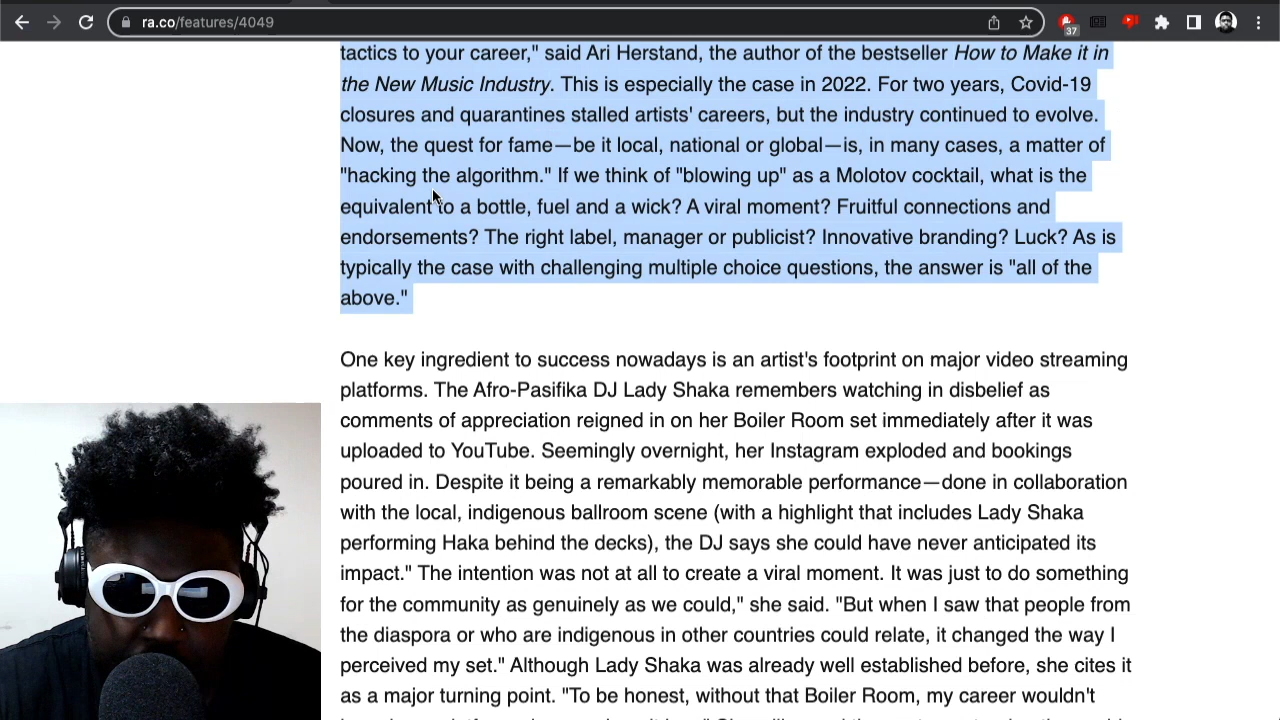 ra.co/features/4049
37
tactics to your career," said Ari Herstand, the author of the bestseller How to Make it in
the New Music Industry. This is especially the case in 2022. For two years, Covid-19
closures and quarantines stalled artists' careers, but the industry continued to evolve.
Now, the quest for fame—be it local, national or global—is, in many cases, a matter of
"hacking the algorithm." If we think of "blowing up" as a Molotov cocktail, what is the
equivalent to a bottle, fuel and a wick? A viral moment? Fruitful connections and
endorsements? The right label, manager or publicist? Innovative branding? Luck? As is
typically the case with challenging multiple choice questions, the answer is "all of the
above."
One key ingredient to success nowadays is an artist's footprint on major video streaming
platforms. The Afro-Pasifika DJ Lady Shaka remembers watching in disbelief as
comments of appreciation reigned in on her Boiler Room set immediately after it was
uploaded to YouTube. Seemingly overnight, her Instagram exploded and bookings
poured in. Despite it being a remarkably memorable performance—done in collaboration
with the local, indigenous ballroom scene (with a highlight that includes Lady Shaka
performing Haka behind the decks), the DJ says she could have never anticipated its
impact." The intention was not at all to create a viral moment. It was just to do something
for the community as genuinely as we could," she said. "But when I saw that people from
the diaspora or who are indigenous in other countries could relate, it changed the way I
perceived my set." Although Lady Shaka was already well established before, she cites it
as a major turning point. "To be honest, without that Boiler Room, my career wouldn't